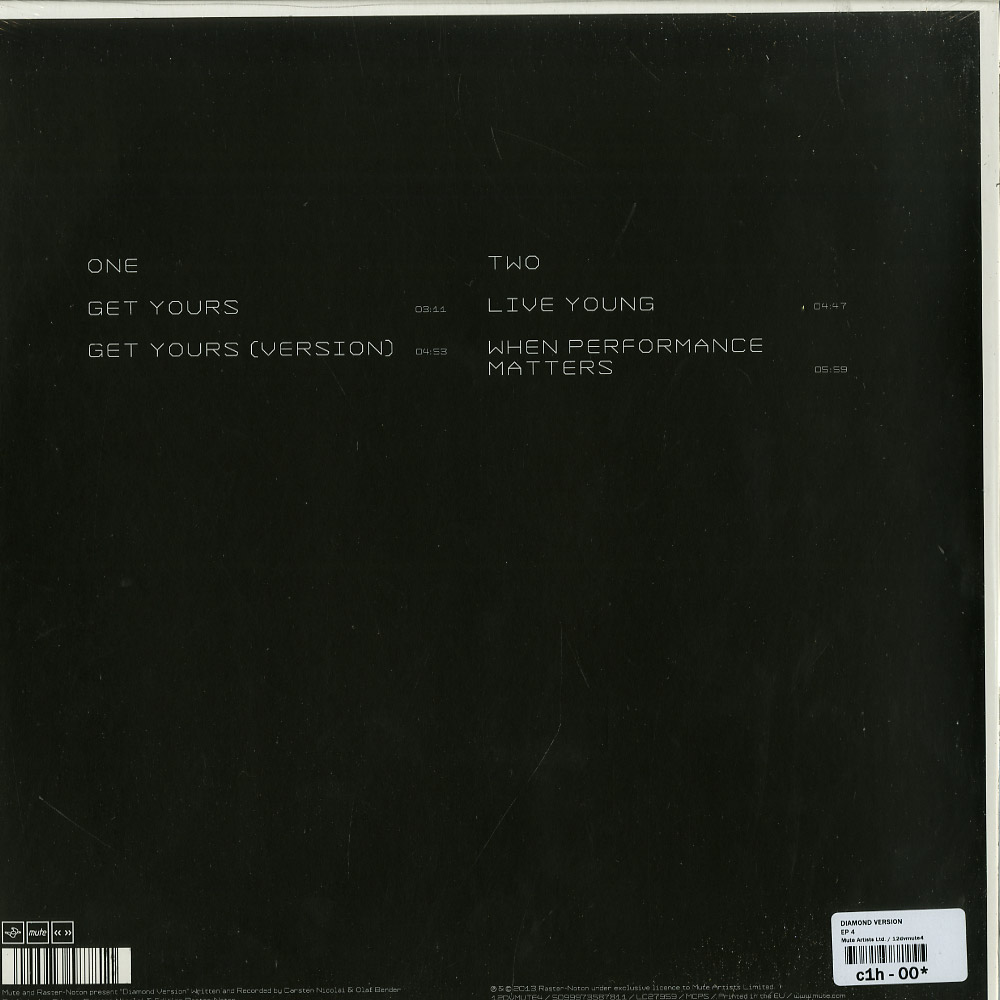 ONE
GET YOURS 03:11
GET YOURS (VERSION) 04:53
TWO
LIVE YOUNG 04:47
WHEN PERFORMANCE
MATTERS 05:59
mute
Mute and Raster-Noton present "Diamond Version" Written and Recorded by Carsten Nicolai & Olaf Bender
℗ & © 2013 Raster-Noton under exclusive licence to Mute Artists Limited.
12DVMUTE4 / 5099973587811 / LC27959 / MCPS / Printed in the EU / www.mute.com
DIAMOND VERSION
EP 4
Mute Artists Ltd. / 12dvmute4
c1h - 00*